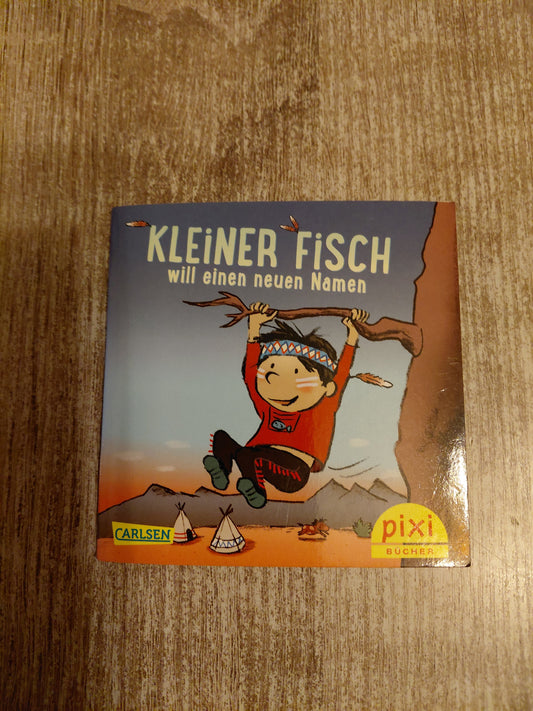 KLEiNER FiSCH
will einen neuen Namen
CARLSEN
pixi
BÜCHER